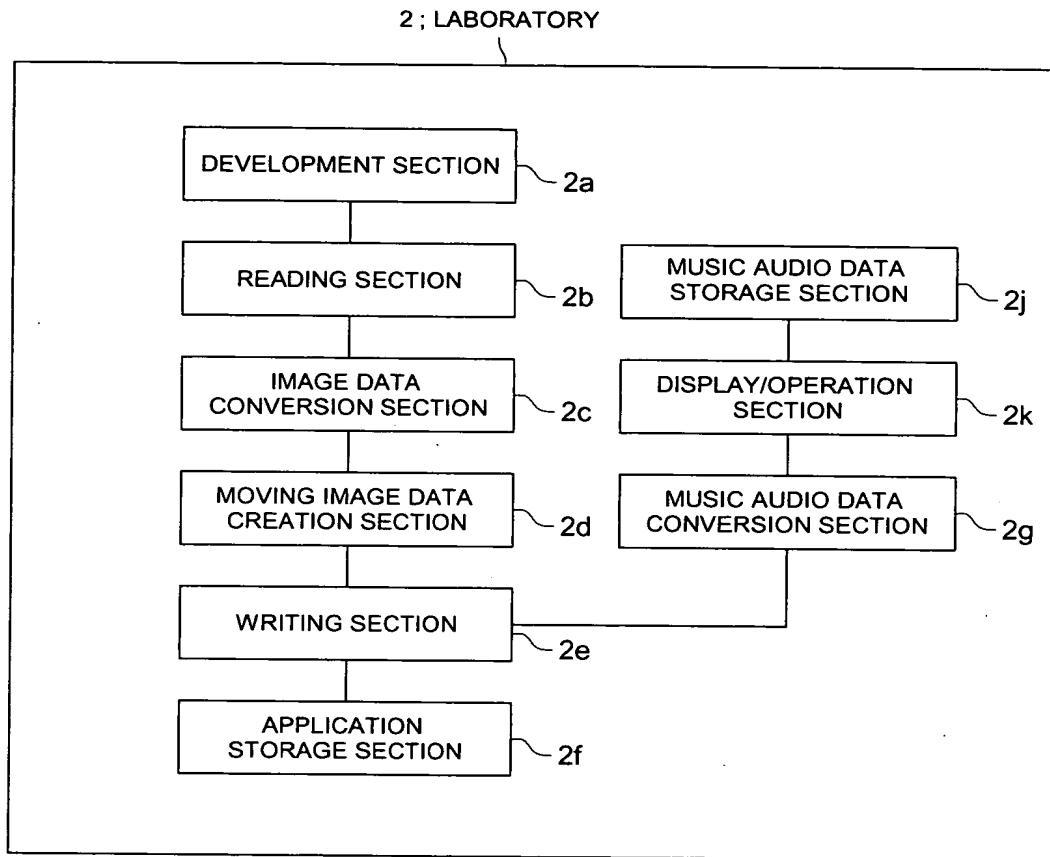 2 ; LABORATORY
DEVELOPMENT SECTION
2a
READING SECTION
2b
IMAGE DATA
CONVERSION SECTION
2c
MOVING IMAGE DATA
CREATION SECTION
2d
WRITING SECTION
2e
APPLICATION
STORAGE SECTION
2f
MUSIC AUDIO DATA
STORAGE SECTION
2j
DISPLAY/OPERATION
SECTION
2k
MUSIC AUDIO DATA
CONVERSION SECTION
2g